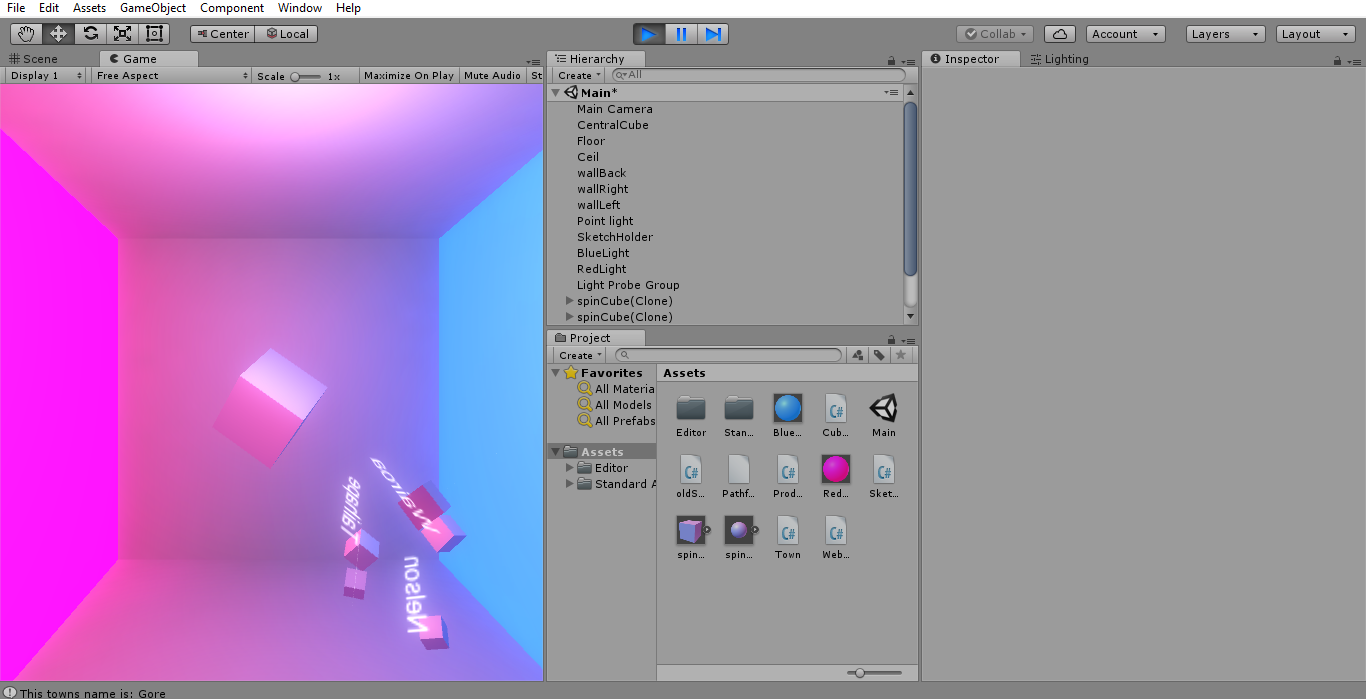 File Edit Assets GameObject Component Window Help
Center Local
Collab Account Layers Layout
Scene Game
Display 1 Free Aspect Scale 1x Maximize On Play Mute Audio St
Nelson
Hierarchy
Create All
Main*
Main Camera
CentralCube
Floor
Ceil
wallBack
wallRight
wallLeft
Point light
SketchHolder
BlueLight
RedLight
Light Probe Group
spinCube(Clone)
spinCube(Clone)
Project
Create
Favorites
All Materia
All Models
All Prefabs
Assets
Editor
Standard A
Assets
Editor Stan... Blue... Cub... Main
C#
oldS... Pathf... Prod... Red... Sket...
C# C# C#
spin... spin... Town Web...
C# C#
Inspector Lighting
This towns name is: Gore